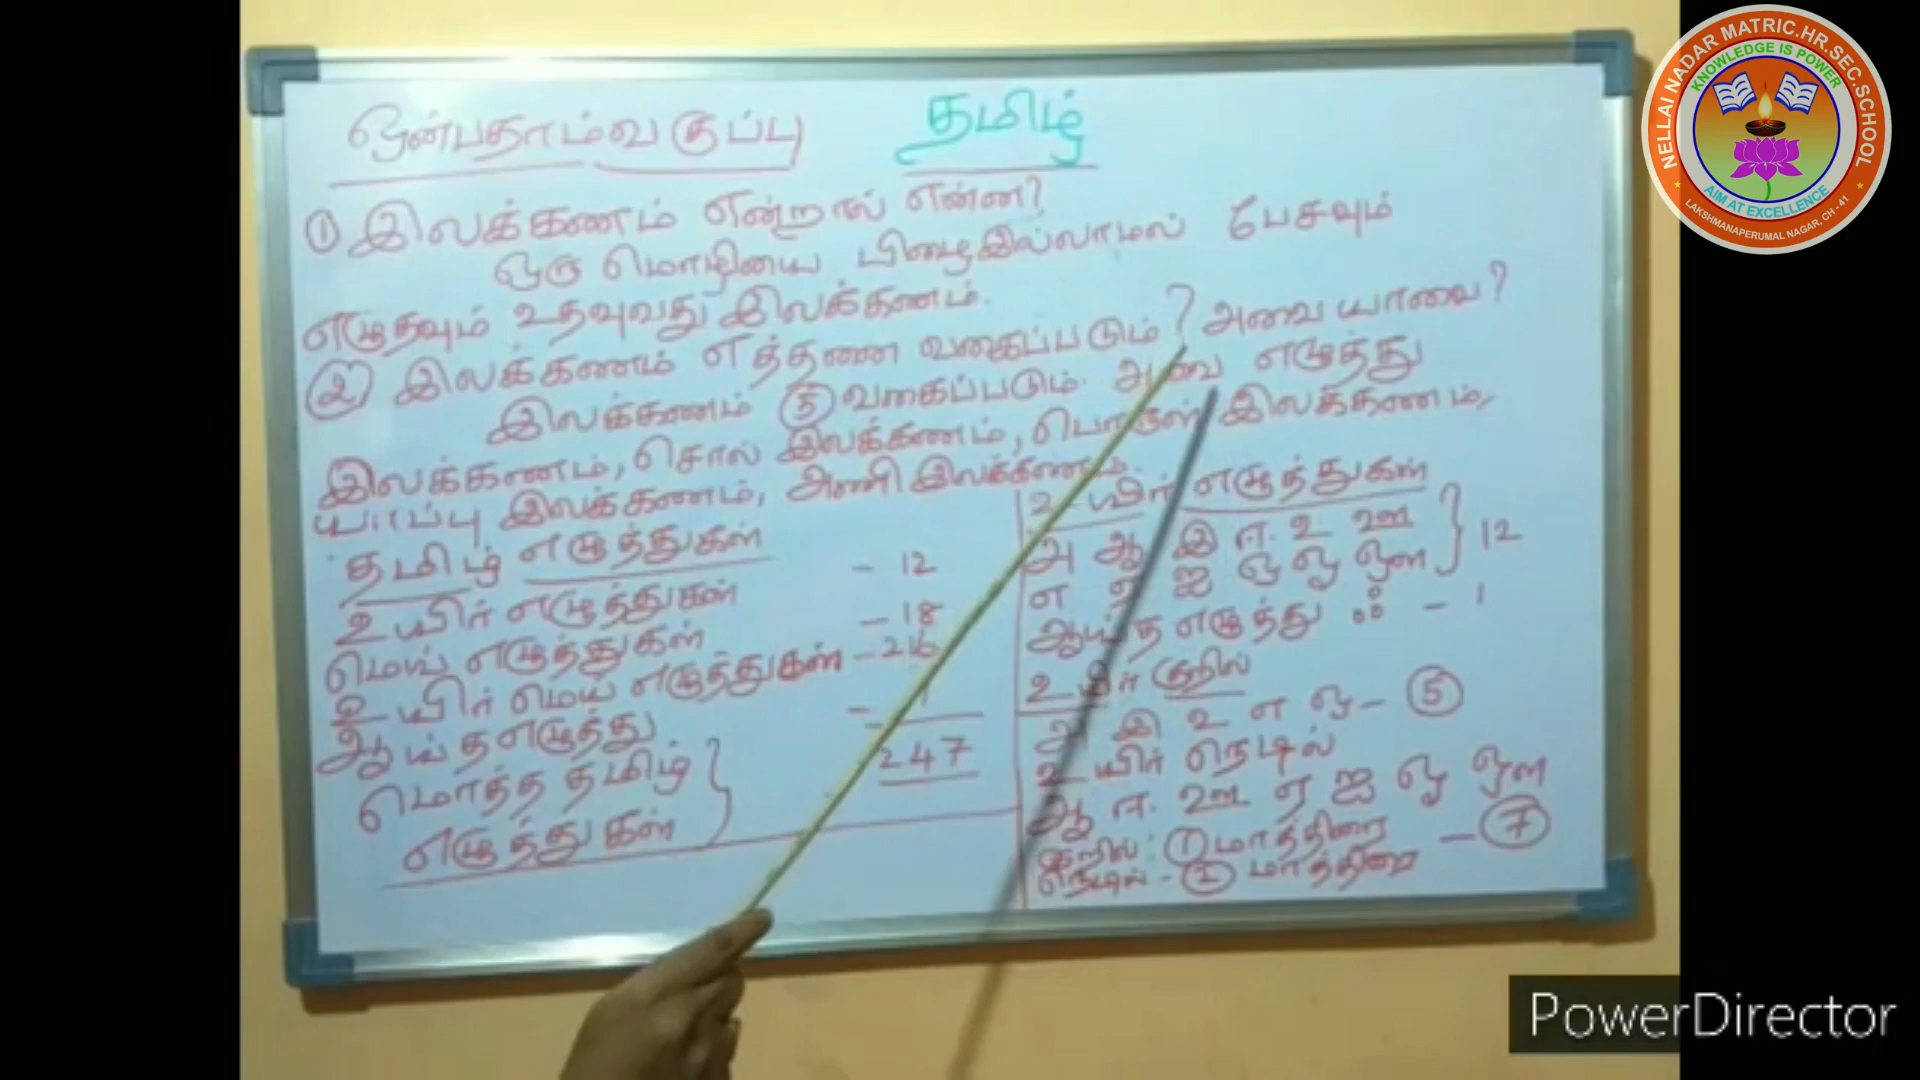 ஒன்பதாம்வகுப்பு தமிழ்
① இலக்கணம் என்றால் என்ன?
ஒரு மொழியை பிழைஇல்லாமல் பேசவும்
எழுதவும் உதவுவது இலக்கணம்.
② இலக்கணம் எத்தணை வகைப்படும்? அவை யாவை?
இலக்கணம் ⑤ வகைப்படும். அவை எழுத்து
இலக்கணம், சொல் இலக்கணம், பொருள் இலக்கணம்,
யாப்பு இலக்கணம், அணி இலக்கணம்.
தமிழ் எழுத்துகள்
உயிர் எழுத்துகள் - 12
மெய் எழுத்துகள் - 18
உயிர் மெய் எழுத்துகள் - 216
ஆய்த எழுத்து - 1
மொத்த தமிழ் எழுத்துகள் } 247
உயிர் எழுத்துகள்
அ ஆ இ ஈ உ ஊ
எ ஏ ஐ ஒ ஓ ஔ } 12
ஆய்த எழுத்து ஃ - 1
உயிர் குறில்
அ இ உ எ ஒ - ⑤
உயிர் நெடில்
ஆ ஈ ஊ ஏ ஐ ஓ ஔ - ⑦
குறில் : ① மாத்திரை
நெடில் - ② மாத்திரை
NELLAI NADAR MATRIC.HR.SEC.SCHOOL
KNOWLEDGE IS POWER
AIM AT EXCELLENCE
LAKSHMANAPERUMAL NAGAR, CH - 41
PowerDirector